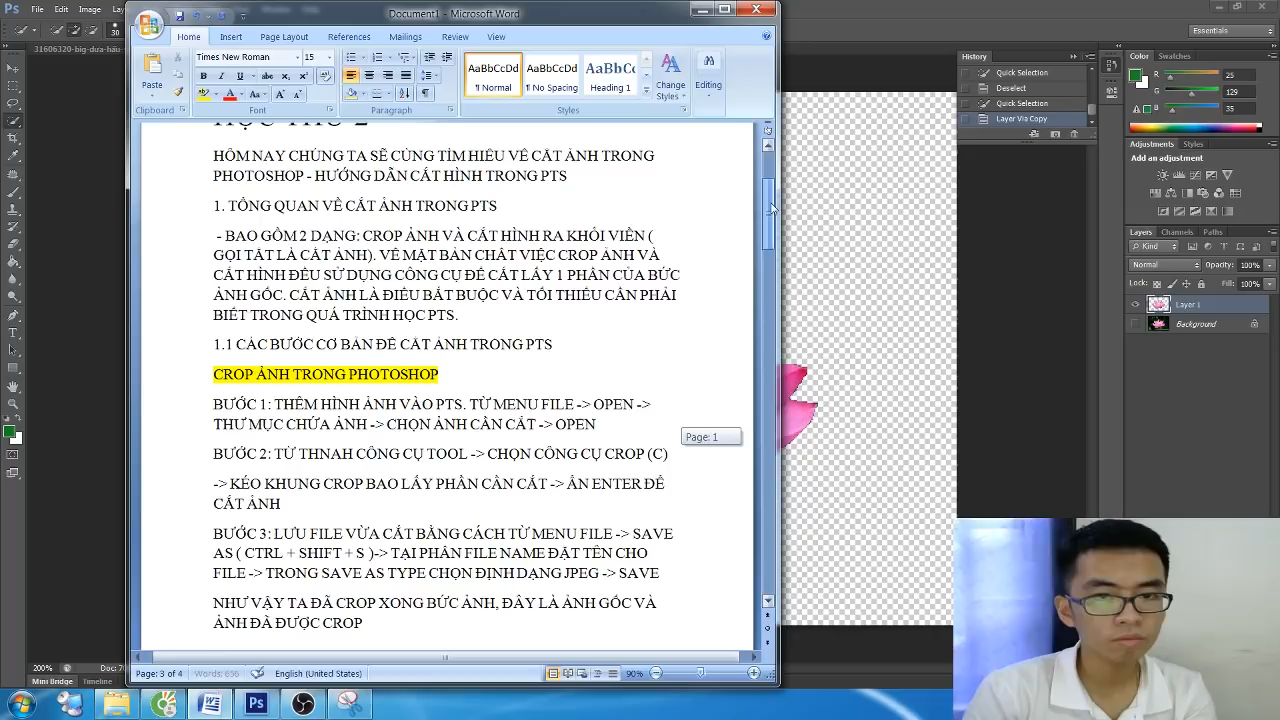 Document1 - Microsoft Word
File Edit Image
Home Insert Page Layout References Mailings Review View
Essentials
31606320-big-dua-hấu
Paste
Clipboard
Times New Roman 15
Font
Paragraph
AaBbCcDd AaBbCcDd AaBbCc
¶ Normal ¶ No Spacing Heading 1
Change Styles
Styles
Editing
HÔM NAY CHÚNG TA SẼ CÙNG TÌM HIỂU VỀ CẮT ẢNH TRONG
PHOTOSHOP - HƯỚNG DẪN CẮT HÌNH TRONG PTS
1. TỔNG QUAN VỀ CẮT ẢNH TRONG PTS
- BAO GỒM 2 DẠNG: CROP ẢNH VÀ CẮT HÌNH RA KHỎI VIỀN (
GỌI TẮT LÀ CẮT ẢNH). VỀ MẶT BẢN CHẤT VIỆC CROP ẢNH VÀ
CẮT HÌNH ĐỀU SỬ DỤNG CÔNG CỤ ĐỂ CẮT LẤY 1 PHẦN CỦA BỨC
ẢNH GỐC. CẮT ẢNH LÀ ĐIỀU BẮT BUỘC VÀ TỐI THIỂU CẦN PHẢI
BIẾT TRONG QUÁ TRÌNH HỌC PTS.
1.1 CÁC BƯỚC CƠ BẢN ĐỂ CẮT ẢNH TRONG PTS
CROP ẢNH TRONG PHOTOSHOP
BƯỚC 1: THÊM HÌNH ẢNH VÀO PTS. TỪ MENU FILE -> OPEN ->
THƯ MỤC CHỨA ẢNH -> CHỌN ẢNH CẦN CẮT -> OPEN
BƯỚC 2: TỪ THNAH CÔNG CỤ TOOL -> CHỌN CÔNG CỤ CROP (C)
-> KÉO KHUNG CROP BAO LẤY PHẦN CẦN CẮT -> ẤN ENTER ĐỂ
CẮT ẢNH
BƯỚC 3: LƯU FILE VỪA CẮT BẰNG CÁCH TỪ MENU FILE -> SAVE
AS ( CTRL + SHIFT + S )-> TẠI PHẦN FILE NAME ĐẶT TÊN CHO
FILE -> TRONG SAVE AS TYPE CHỌN ĐỊNH DẠNG JPEG -> SAVE
NHƯ VẬY TA ĐÃ CROP XONG BỨC ẢNH, ĐÂY LÀ ẢNH GỐC VÀ
ẢNH ĐÃ ĐƯỢC CROP
Page: 1
Page: 3 of 4 Words: 656 English (United States) 90%
200% Doc:
Mini Bridge Timeline
History
Quick Selection
Deselect
Quick Selection
Layer Via Copy
Color Swatches
R 25
G 129
B 35
Adjustments Styles
Add an adjustment
Layers Channels Paths
Kind
Normal Opacity: 100%
Lock: Fill: 100%
Layer 1
Background